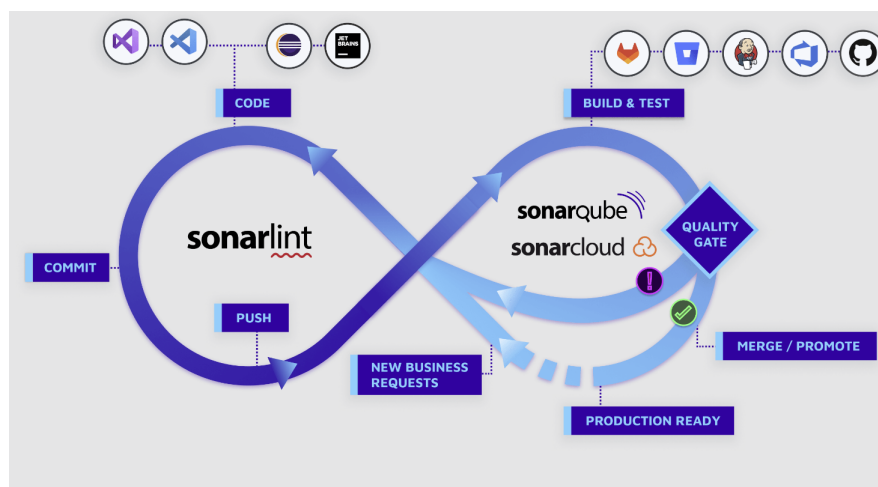 JET
BRAINS
CODE
BUILD & TEST
sonarlint
sonarqube
sonarcloud
QUALITY
GATE
COMMIT
PUSH
!
MERGE / PROMOTE
NEW BUSINESS
REQUESTS
PRODUCTION READY